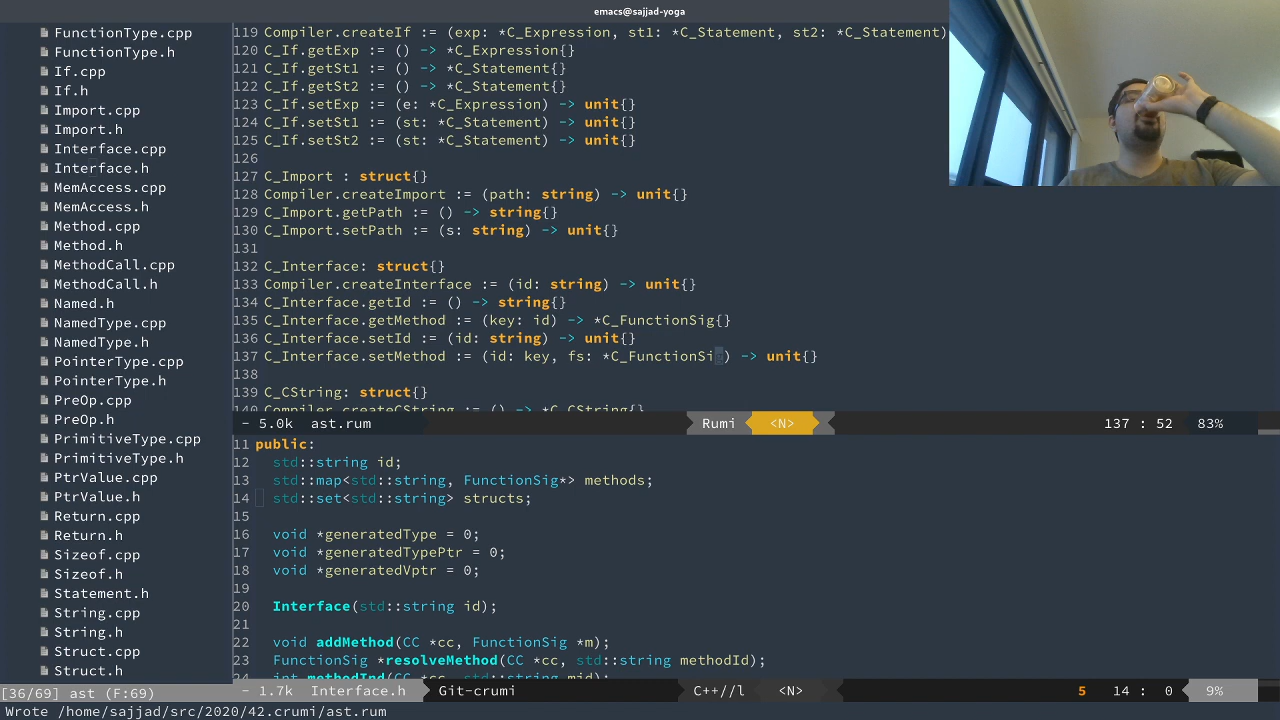 emacs@sajjad-yoga
FunctionType.cpp
FunctionType.h
If.cpp
If.h
Import.cpp
Import.h
Interface.cpp
Interface.h
MemAccess.cpp
MemAccess.h
Method.cpp
Method.h
MethodCall.cpp
MethodCall.h
Named.h
NamedType.cpp
NamedType.h
PointerType.cpp
PointerType.h
PreOp.cpp
PreOp.h
PrimitiveType.cpp
PrimitiveType.h
PtrValue.cpp
PtrValue.h
Return.cpp
Return.h
Sizeof.cpp
Sizeof.h
Statement.h
String.cpp
String.h
Struct.cpp
Struct.h
[36/69] ast (F:69)
119 Compiler.createIf := (exp: *C_Expression, st1: *C_Statement, st2: *C_Statement)
120 C_If.getExp := () -> *C_Expression{}
121 C_If.getSt1 := () -> *C_Statement{}
122 C_If.getSt2 := () -> *C_Statement{}
123 C_If.setExp := (e: *C_Expression) -> unit{}
124 C_If.setSt1 := (st: *C_Statement) -> unit{}
125 C_If.setSt2 := (st: *C_Statement) -> unit{}
126
127 C_Import : struct{}
128 Compiler.createImport := (path: string) -> unit{}
129 C_Import.getPath := () -> string{}
130 C_Import.setPath := (s: string) -> unit{}
131
132 C_Interface: struct{}
133 Compiler.createInterface := (id: string) -> unit{}
134 C_Interface.getId := () -> string{}
135 C_Interface.getMethod := (key: id) -> *C_FunctionSig{}
136 C_Interface.setId := (id: string) -> unit{}
137 C_Interface.setMethod := (id: key, fs: *C_FunctionSig) -> unit{}
138
139 C_CString: struct{}
140 Compiler.createCString := () -> *C_CString{}
- 5.0k ast.rum Rumi <N> 137 : 52 83%
11 public:
12 std::string id;
13 std::map<std::string, FunctionSig*> methods;
14 std::set<std::string> structs;
15
16 void *generatedType = 0;
17 void *generatedTypePtr = 0;
18 void *generatedVptr = 0;
19
20 Interface(std::string id);
21
22 void addMethod(CC *cc, FunctionSig *m);
23 FunctionSig *resolveMethod(CC *cc, std::string methodId);
24 int methodInd(CC *cc, std::string mid);
- 1.7k Interface.h Git-crumi C++//l <N> 5 14 : 0 9%
Wrote /home/sajjad/src/2020/42.crumi/ast.rum